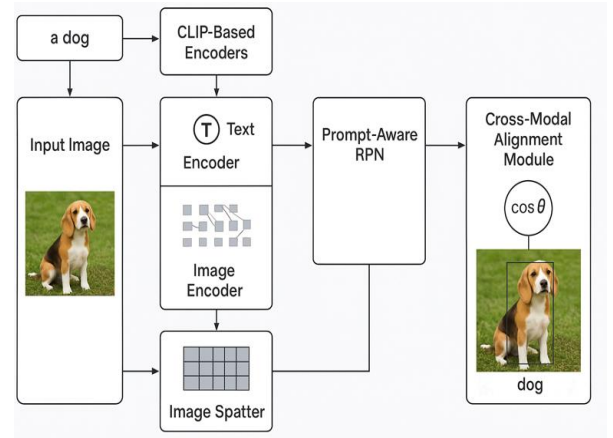 a dog
CLIP-Based
Encoders
Input Image
T Text
Encoder
Image
Encoder
Image Spatter
Prompt-Aware
RPN
Cross-Modal
Alignment
Module
cos θ
dog